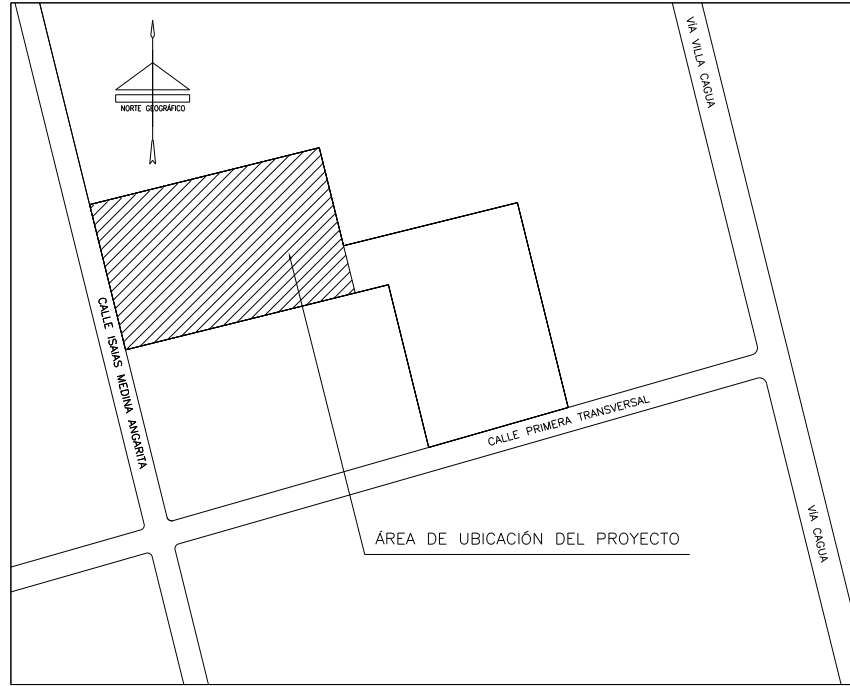 VÍA VILLA CAGUA
NORTE GEOGRÁFICO
CALLE ISAIAS MEDINA ANGARITA
CALLE PRIMERA TRANSVERSAL
VÍA CAGUA
ÁREA DE UBICACIÓN DEL PROYECTO